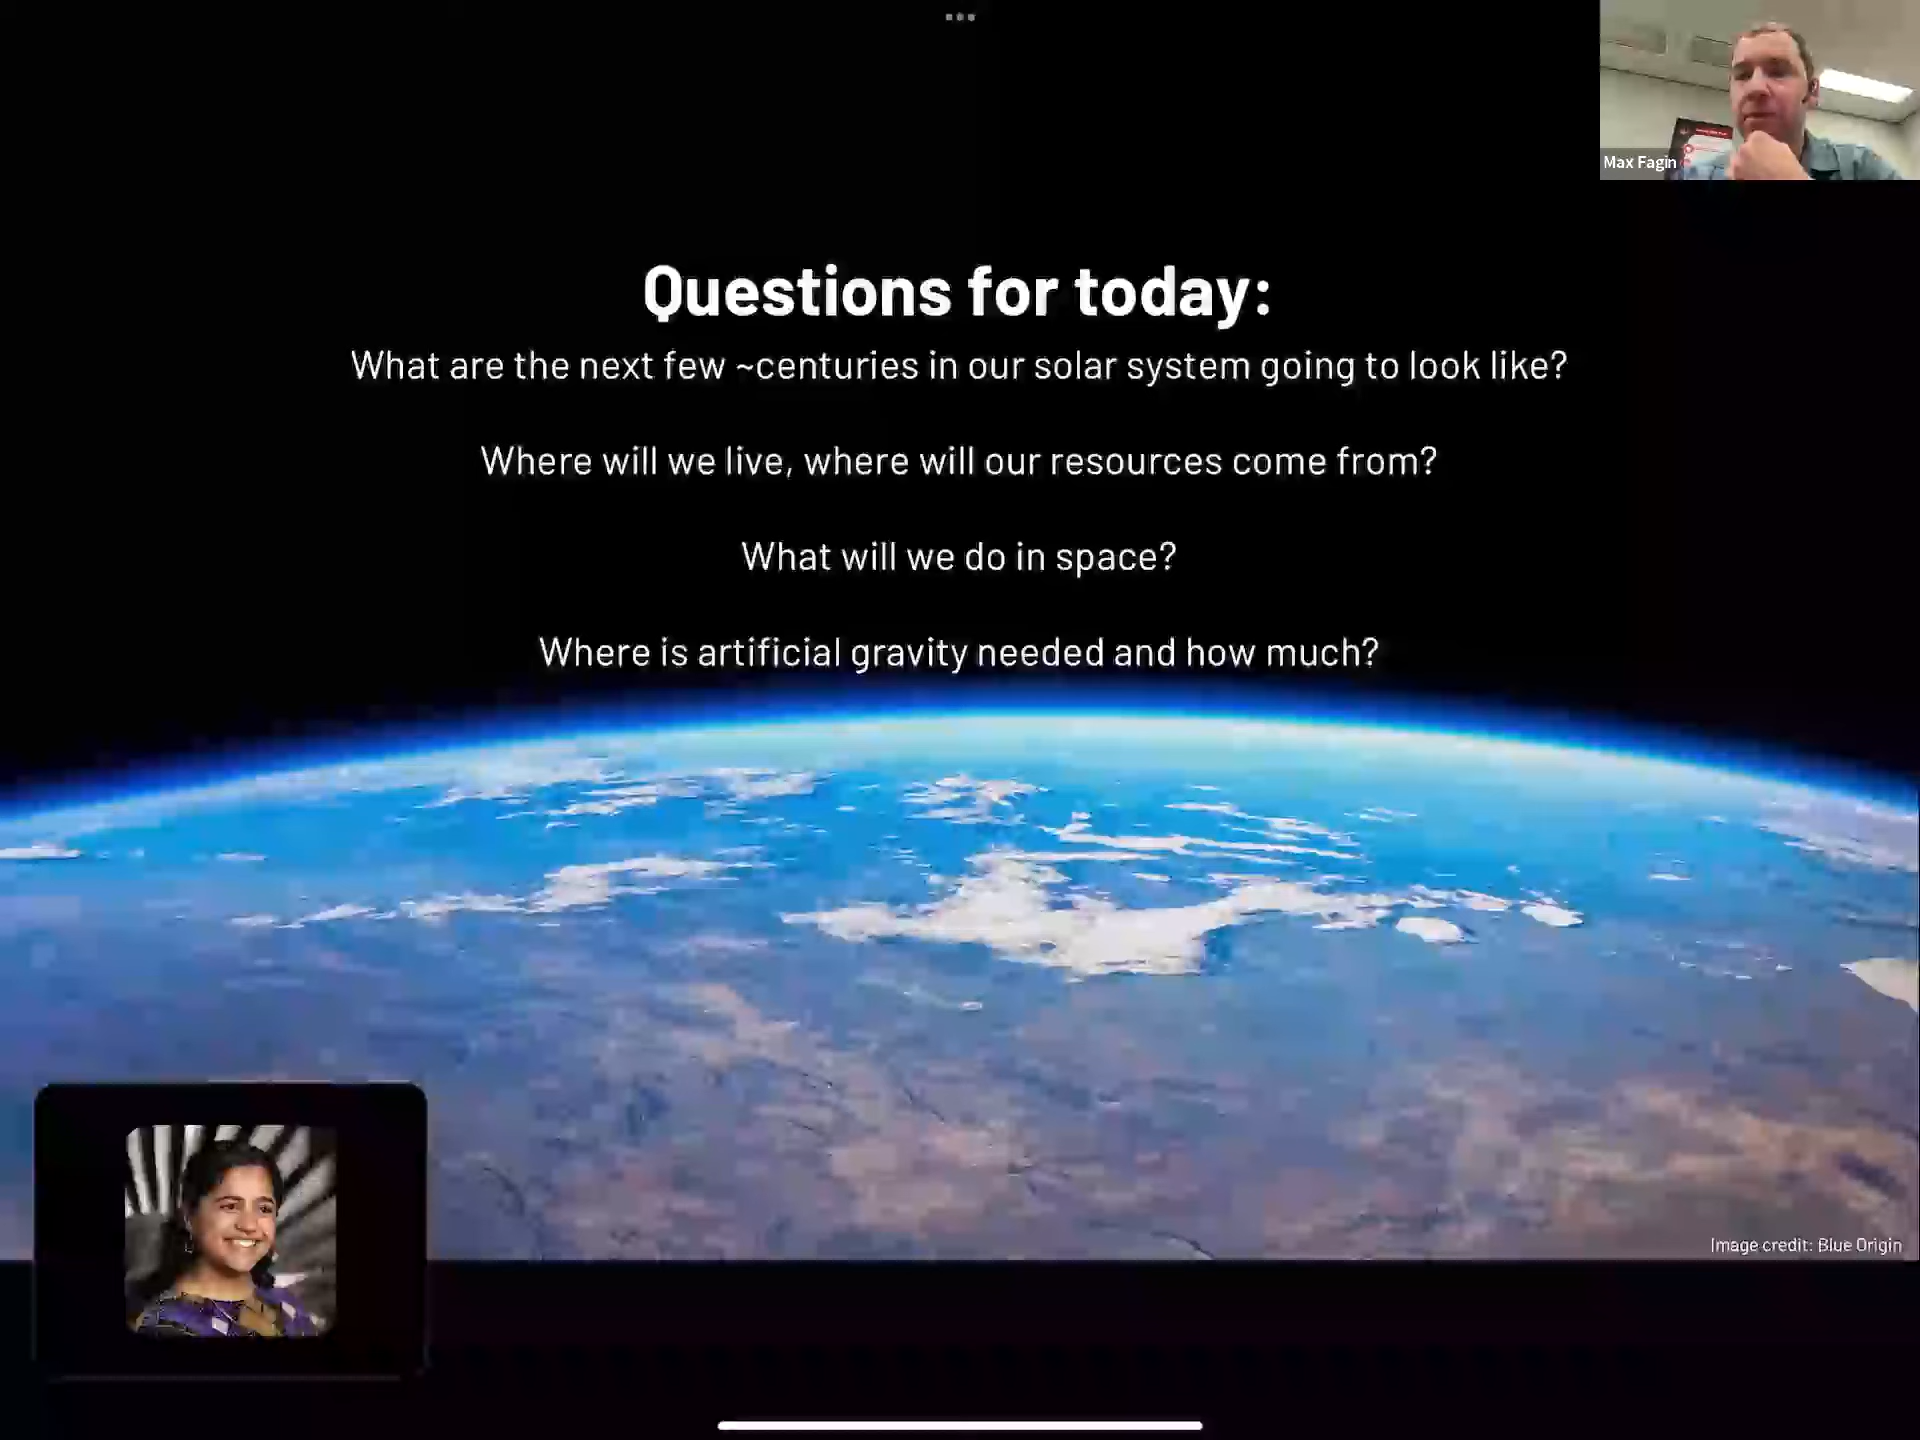 Max Fagin
Questions for today:
What are the next few ~centuries in our solar system going to look like?
Where will we live, where will our resources come from?
What will we do in space?
Where is artificial gravity needed and how much?
Image credit: Blue Origin